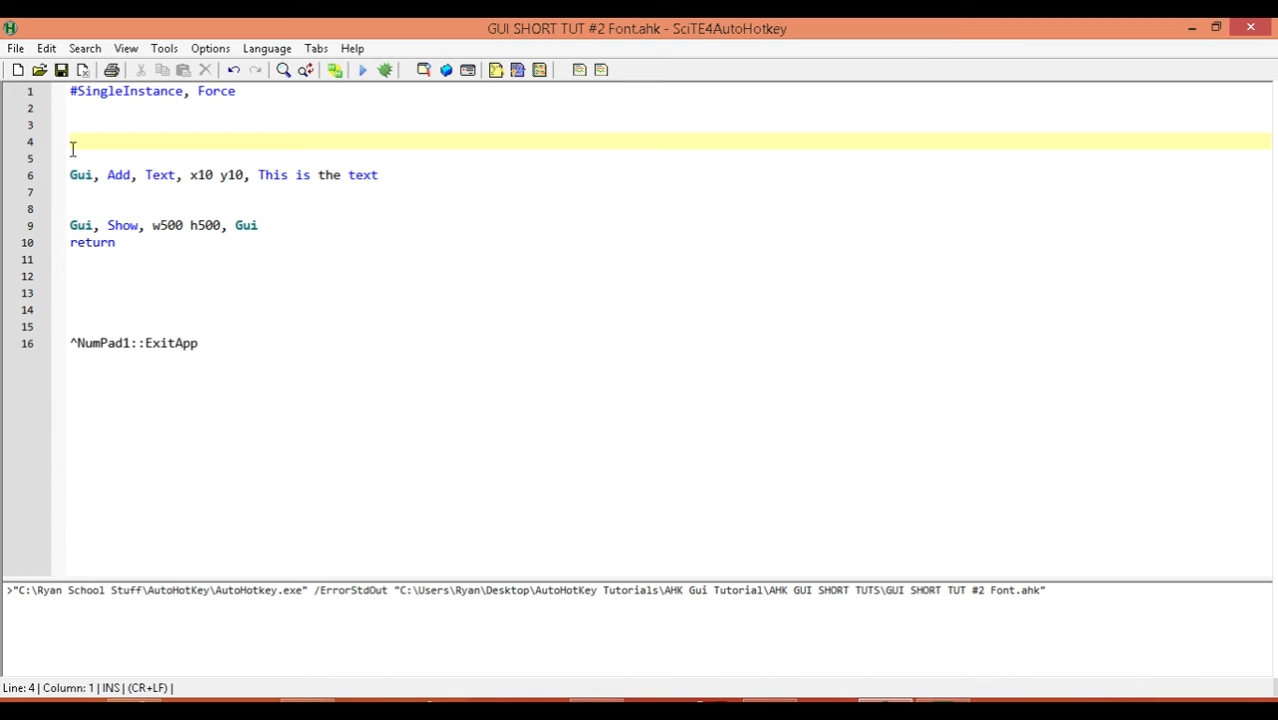 GUI SHORT TUT #2 Font.ahk - SciTE4AutoHotkey
File Edit Search View Tools Options Language Tabs Help
1 #SingleInstance, Force
2
3
4
5
6 Gui, Add, Text, x10 y10, This is the text
7
8
9 Gui, Show, w500 h500, Gui
10 return
11
12
13
14
15
16 ^NumPad1::ExitApp
>"C:\Ryan School Stuff\AutoHotKey\AutoHotkey.exe" /ErrorStdOut "C:\Users\Ryan\Desktop\AutoHotKey Tutorials\AHK Gui Tutorial\AHK GUI SHORT TUTS\GUI SHORT TUT #2 Font.ahk"
Line: 4 | Column: 1 | INS | (CR+LF) |